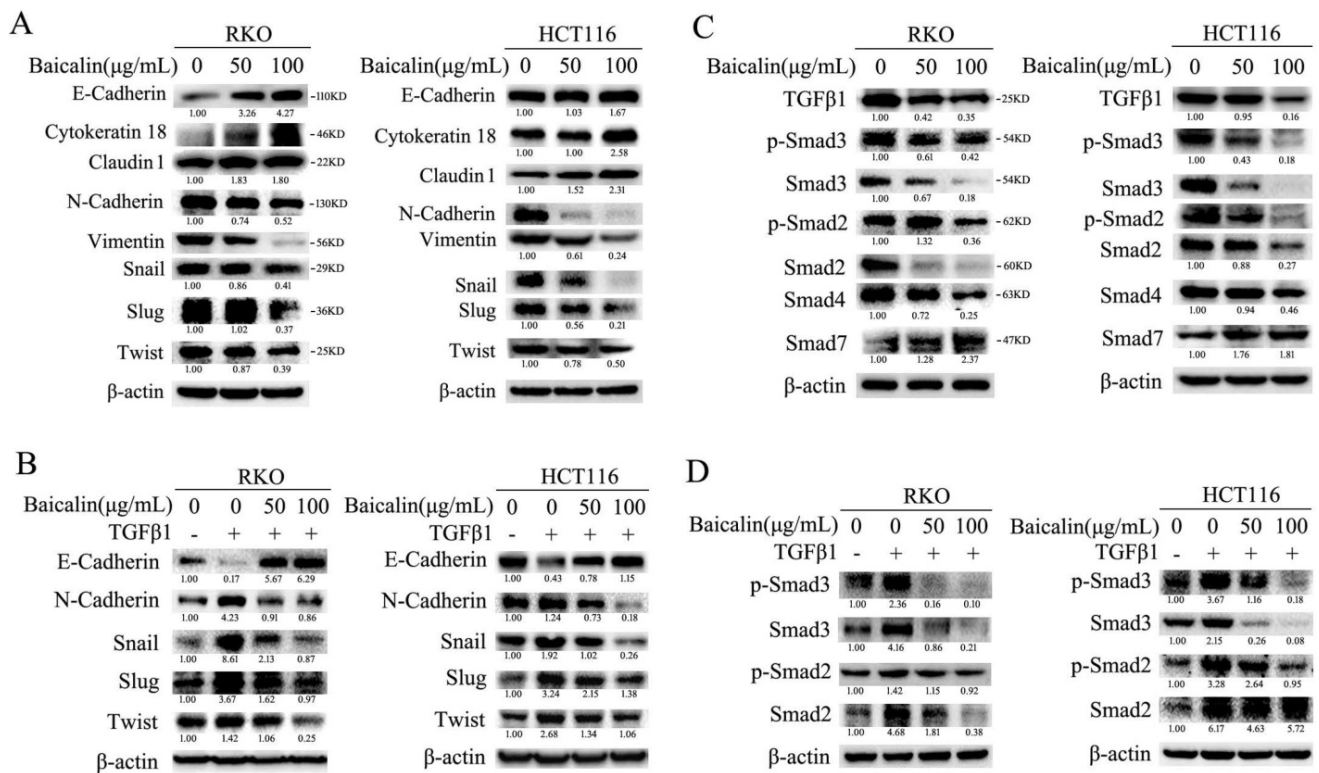 A
RKO
Baicalin(μg/mL) 0 50 100
E-Cadherin -110KD
1.00 3.26 4.27
Cytokeratin 18 -46KD
Claudin 1 -22KD
1.00 1.83 1.80
N-Cadherin -130KD
1.00 0.74 0.52
Vimentin -56KD
Snail -29KD
1.00 0.86 0.41
Slug -36KD
1.00 1.02 0.37
Twist -25KD
1.00 0.87 0.39
β-actin
HCT116
Baicalin(μg/mL) 0 50 100
E-Cadherin
1.00 1.03 1.67
Cytokeratin 18
1.00 1.00 2.58
Claudin 1
1.00 1.52 2.31
N-Cadherin
Vimentin
1.00 0.61 0.24
Snail
Slug
1.00 0.56 0.21
Twist
1.00 0.78 0.50
β-actin
C
RKO
Baicalin(μg/mL) 0 50 100
TGFβ1 -25KD
1.00 0.42 0.35
p-Smad3 -54KD
1.00 0.61 0.42
Smad3 -54KD
1.00 0.67 0.18
p-Smad2 -62KD
1.00 1.32 0.36
Smad2 -60KD
Smad4 -63KD
1.00 0.72 0.25
Smad7 -47KD
1.00 1.28 2.37
β-actin
HCT116
Baicalin(μg/mL) 0 50 100
TGFβ1
1.00 0.95 0.16
p-Smad3
1.00 0.43 0.18
Smad3
p-Smad2
Smad2
1.00 0.88 0.27
Smad4
1.00 0.94 0.46
Smad7
1.00 1.76 1.81
β-actin
B
RKO
Baicalin(μg/mL) 0 0 50 100
TGFβ1 - + + +
E-Cadherin
1.00 0.17 5.67 6.29
N-Cadherin
1.00 4.23 0.91 0.86
Snail
1.00 8.61 2.13 0.87
Slug
1.00 3.67 1.62 0.97
Twist
1.00 1.42 1.06 0.25
β-actin
HCT116
Baicalin(μg/mL) 0 0 50 100
TGFβ1 - + + +
E-Cadherin
1.00 0.43 0.78 1.15
N-Cadherin
1.00 1.24 0.73 0.18
Snail
1.00 1.92 1.02 0.26
Slug
1.00 3.24 2.15 1.38
Twist
1.00 2.68 1.34 1.06
β-actin
D
RKO
Baicalin(μg/mL) 0 0 50 100
TGFβ1 - + + +
p-Smad3
1.00 2.36 0.16 0.10
Smad3
1.00 4.16 0.86 0.21
p-Smad2
1.00 1.42 1.15 0.92
Smad2
1.00 4.68 1.81 0.38
β-actin
HCT116
Baicalin(μg/mL) 0 0 50 100
TGFβ1 - + + +
p-Smad3
1.00 3.67 1.16 0.18
Smad3
1.00 2.15 0.26 0.08
p-Smad2
1.00 3.28 2.64 0.95
Smad2
1.00 6.17 4.63 5.72
β-actin